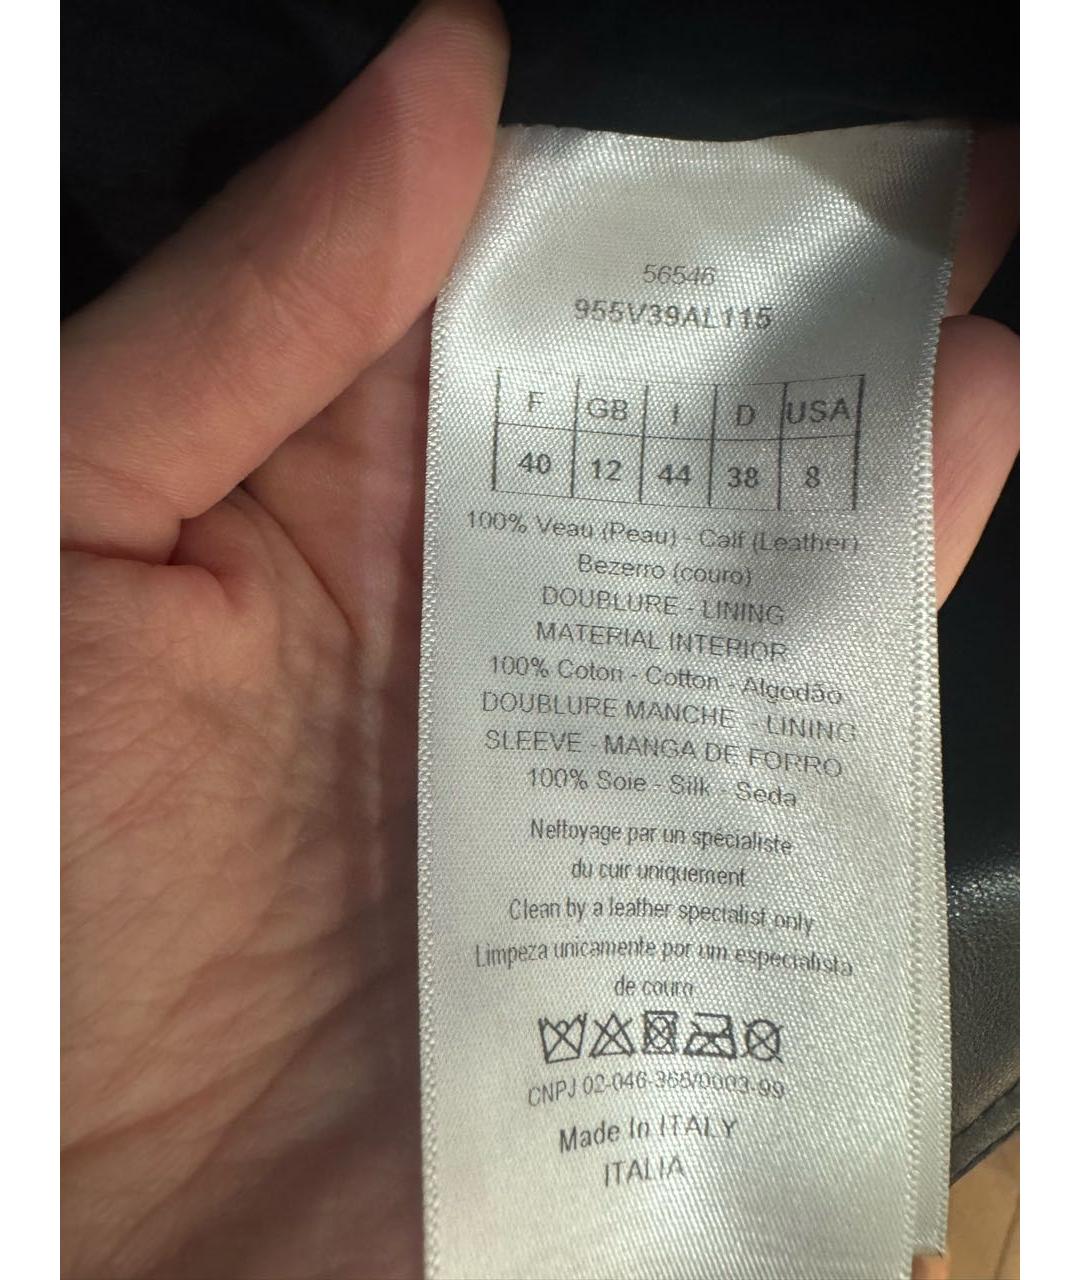 56546
955V39AL115
F GB I D USA
40 12 44 38 8
100% Veau (Peau) - Calf (Leather)
Bezerro (couro)
DOUBLURE - LINING
MATERIAL INTERIOR
100% Coton - Cotton - Algodão
DOUBLURE MANCHE - LINING
SLEEVE - MANGA DE FORRO
100% Soie - Silk - Seda
Nettoyage par un spécialiste
du cuir uniquement
Clean by a leather specialist only
Limpeza unicamente por um especialista
de couro
CNPJ 02-046-368/0003-99
Made In ITALY
ITALIA